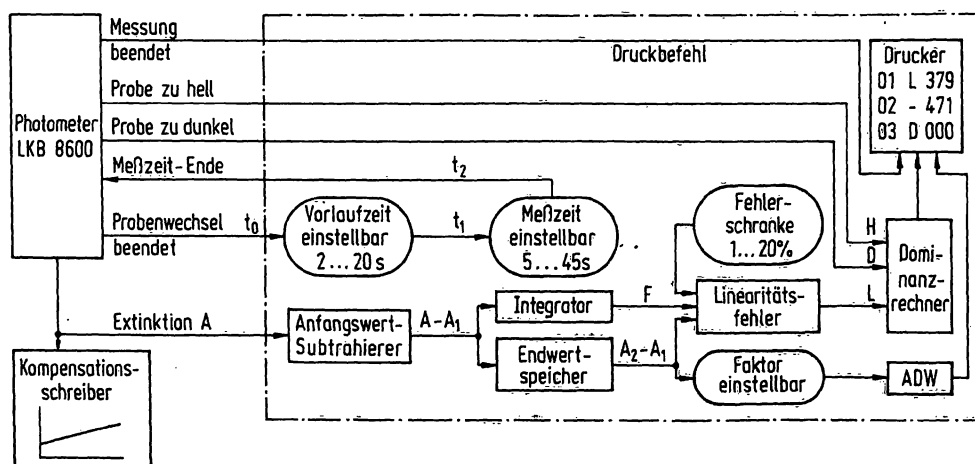 Messung
beendet
Druckbefehl
Drucker
01 L 379
02 - 471
03 D 000
Probe zu hell
Photometer
LKB 8600
Probe zu dunkel
Meßzeit-Ende
t2
Probenwechsel
beendet
t0
Vorlaufzeit
einstellbar
2...20s
t1
Meßzeit
einstellbar
5...45s
Fehler-
schranke
1...20%
H
D
L
Domi-
nanz-
rechner
Extinktion A
Anfangswert-
Subtrahierer
A-A1
Integrator
F
Linearitäts-
fehler
Endwert-
speicher
A2-A1
Faktor
einstellbar
ADW
Kompensations-
schreiber